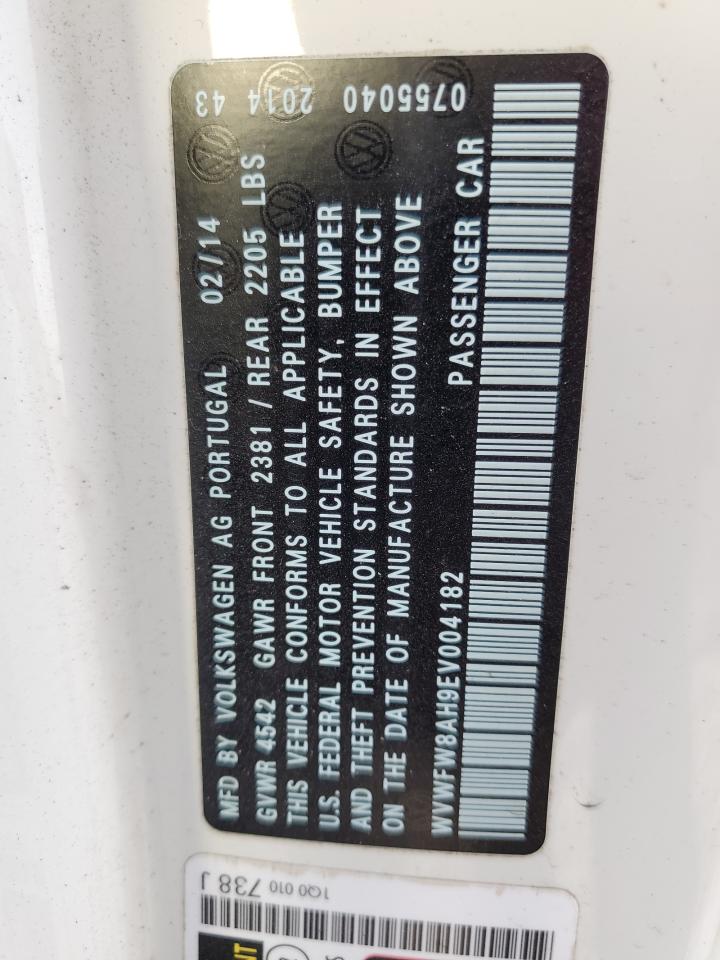 MFD BY VOLKSWAGEN AG PORTUGAL 02/14 2014 43
GVWR 4542 GAWR FRONT 2381 / REAR 2205 LBS
THIS VEHICLE CONFORMS TO ALL APPLICABLE 0755040
U.S. FEDERAL MOTOR VEHICLE SAFETY, BUMPER
AND THEFT PREVENTION STANDARDS IN EFFECT
ON THE DATE OF MANUFACTURE SHOWN ABOVE
WVWFW8AH9EV004182 PASSENGER CAR
1Q0 010 738 J